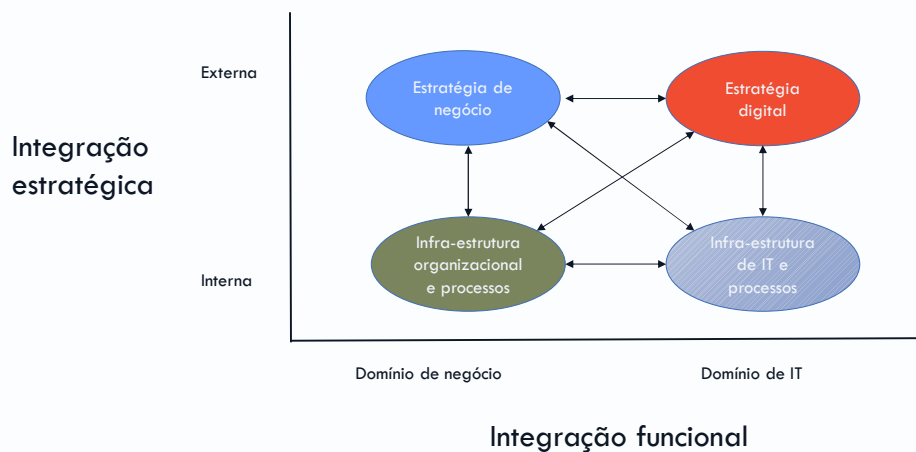 Externa
Estratégia de
negócio
Estratégia
digital
Integração
estratégica
Infra-estrutura
organizacional
e processos
Infra-estrutura
de IT e
processos
Interna
Domínio de negócio
Domínio de IT
Integração funcional